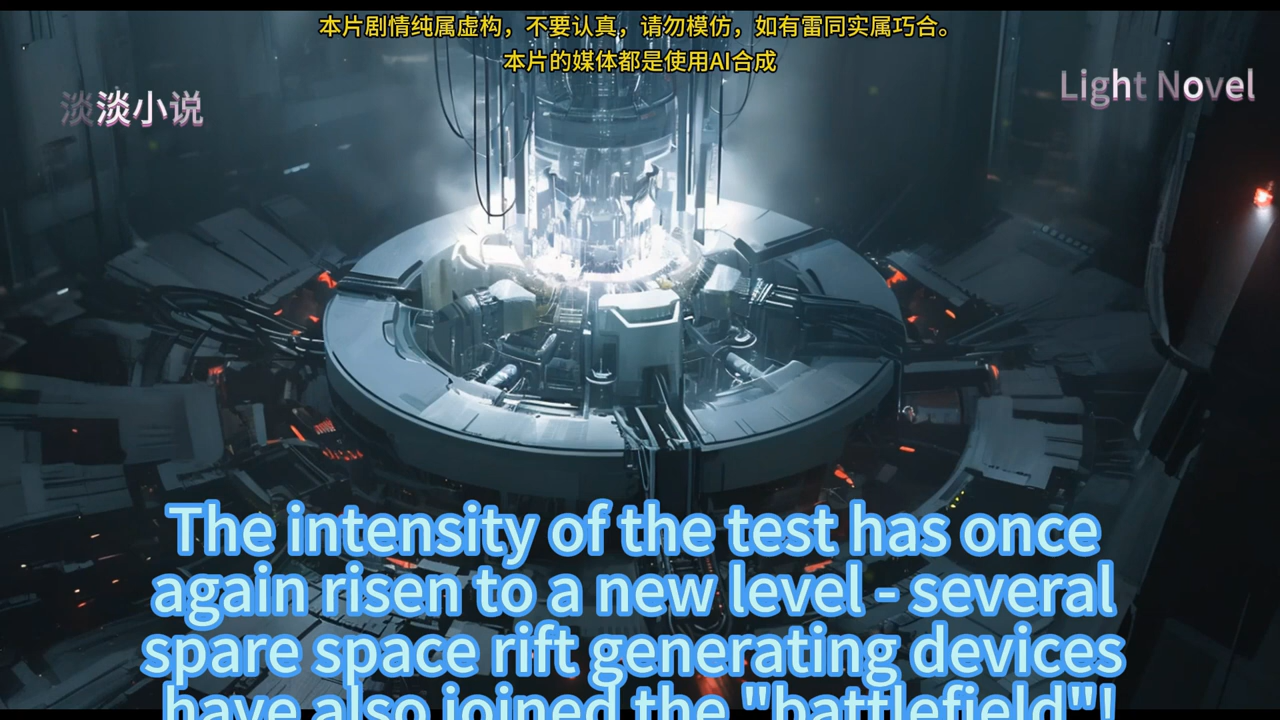 本片剧情纯属虚构，不要认真，请勿模仿，如有雷同实属巧合。
本片的媒体都是使用AI合成
淡淡小说
Light Novel
The intensity of the test has once
again risen to a new level - several
spare space rift generating devices
have also joined the "battlefield"!